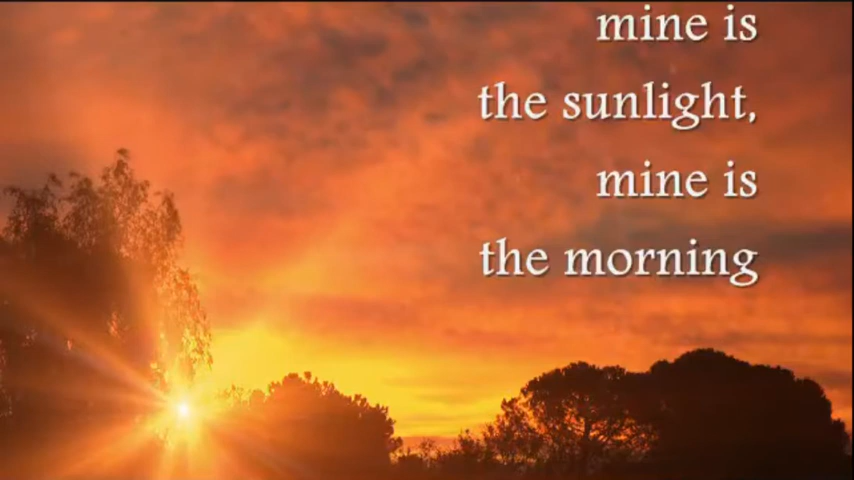 mine is
the sunlight,
mine is
the morning